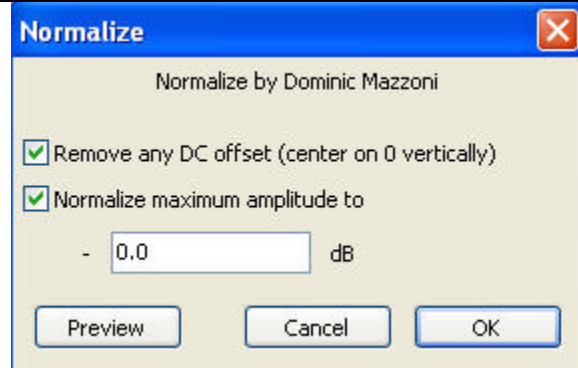 Normalize
Normalize by Dominic Mazzoni
Remove any DC offset (center on 0 vertically)
Normalize maximum amplitude to
- 0.0 dB
Preview Cancel OK